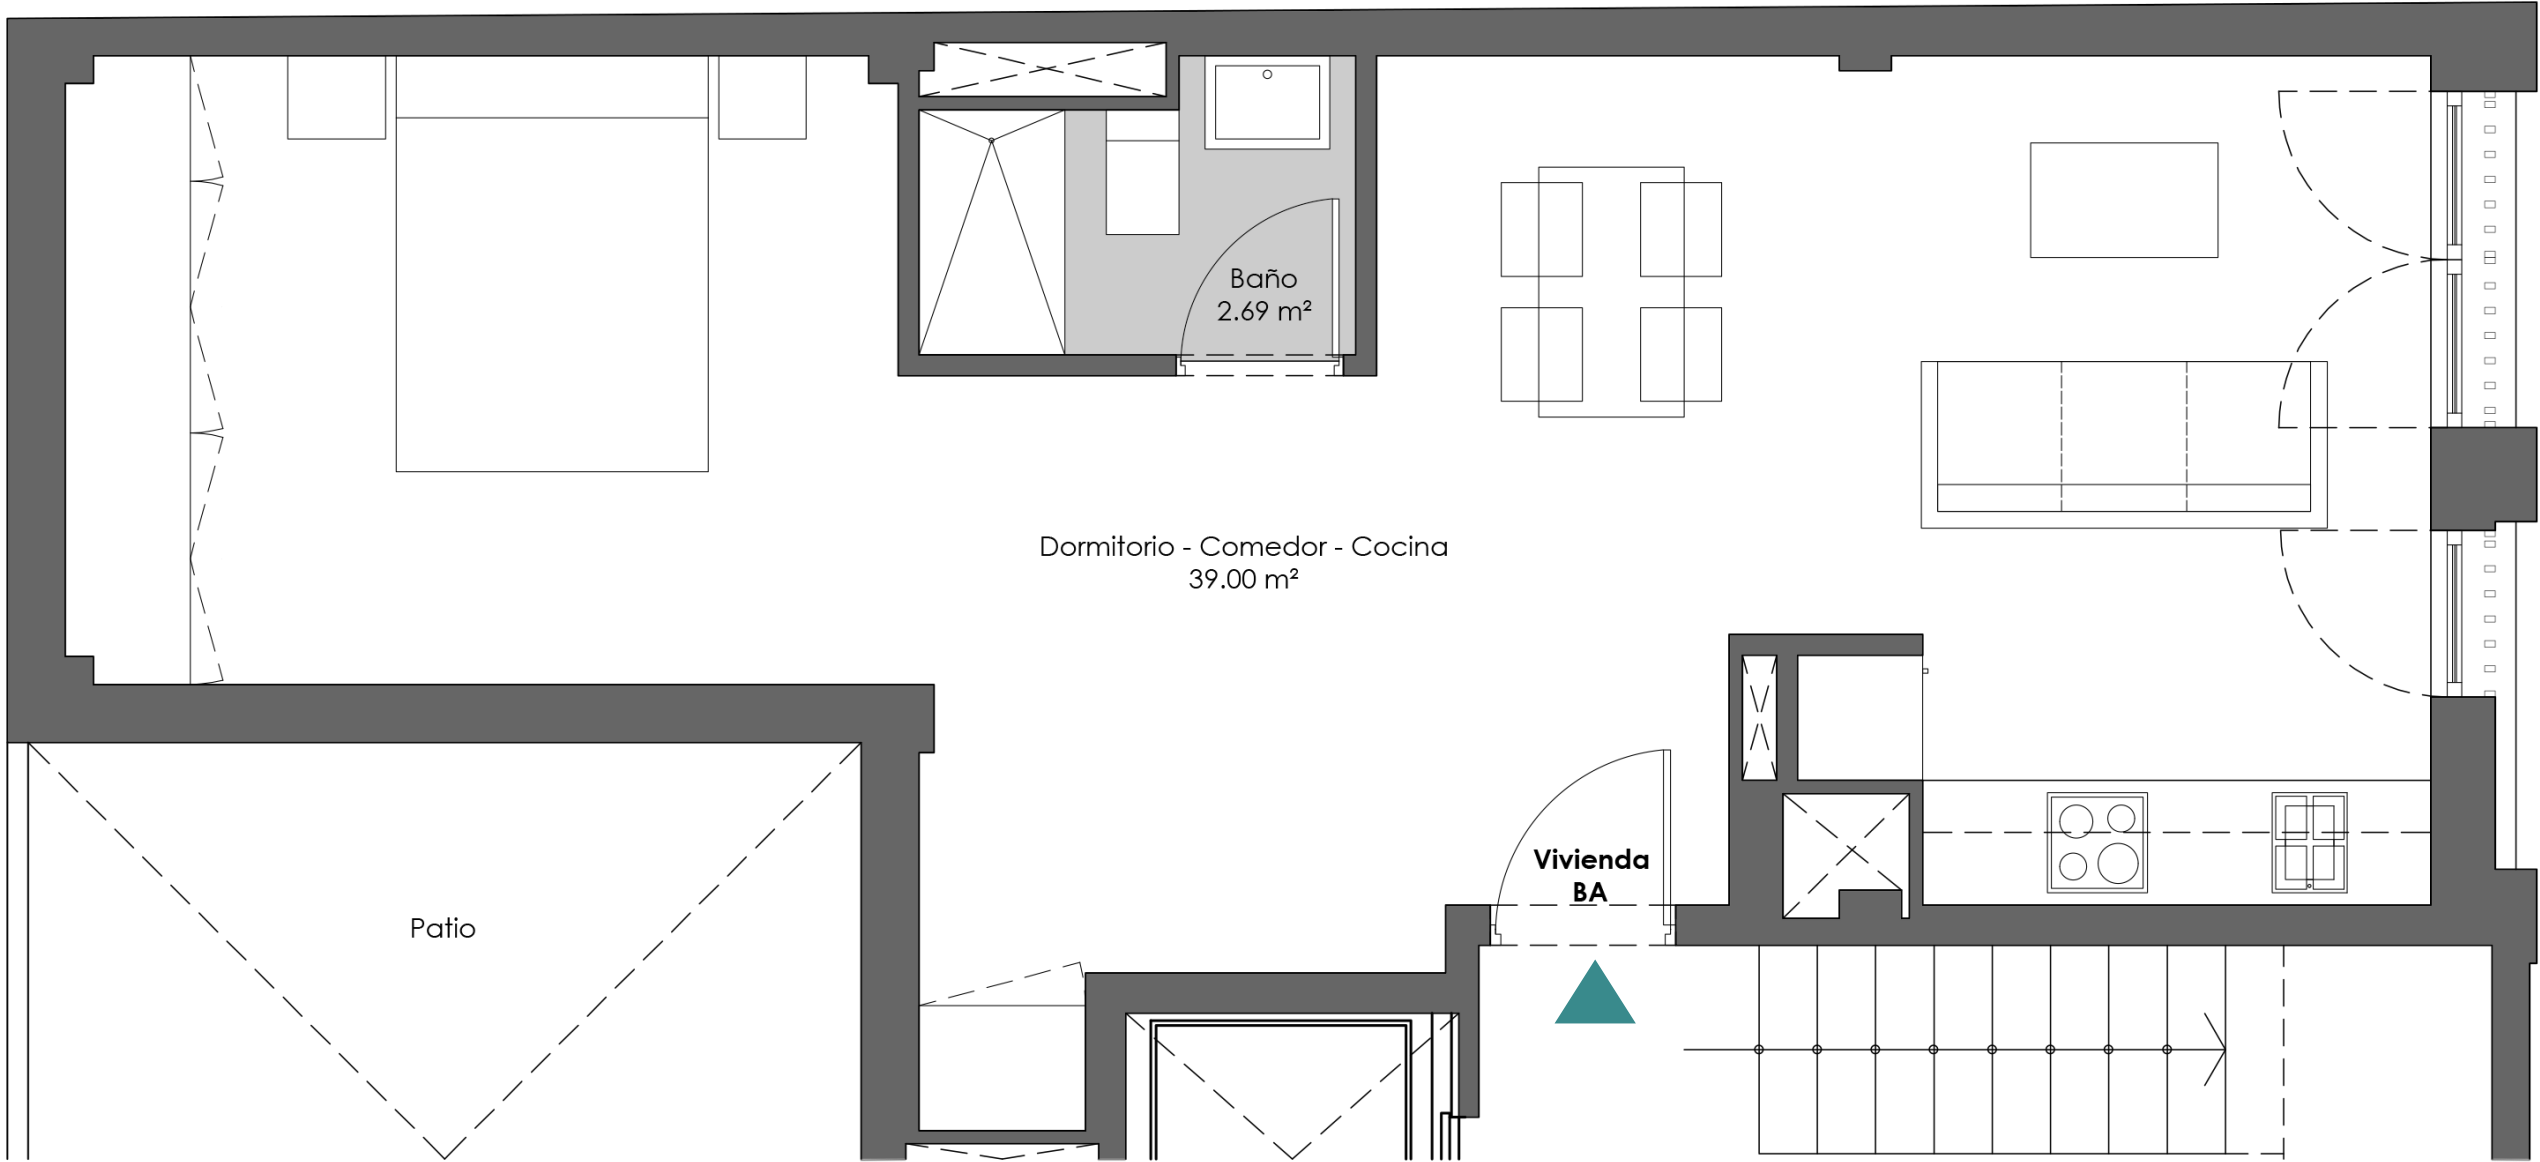 Baño
2.69 m²
Dormitorio - Comedor - Cocina
39.00 m²
Vivienda
BA
Patio